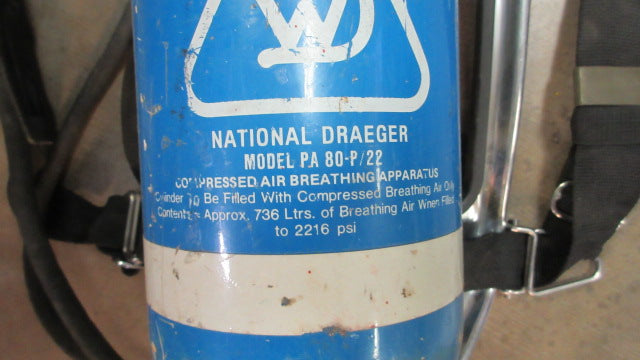 NATIONAL DRAEGER
MODEL PA 80-P/22
COMPRESSED AIR BREATHING APPARATUS
Cylinder To Be Filled With Compressed Breathing Air Only
Contents = Approx. 736 Ltrs. of Breathing Air When Filled
to 2216 psi